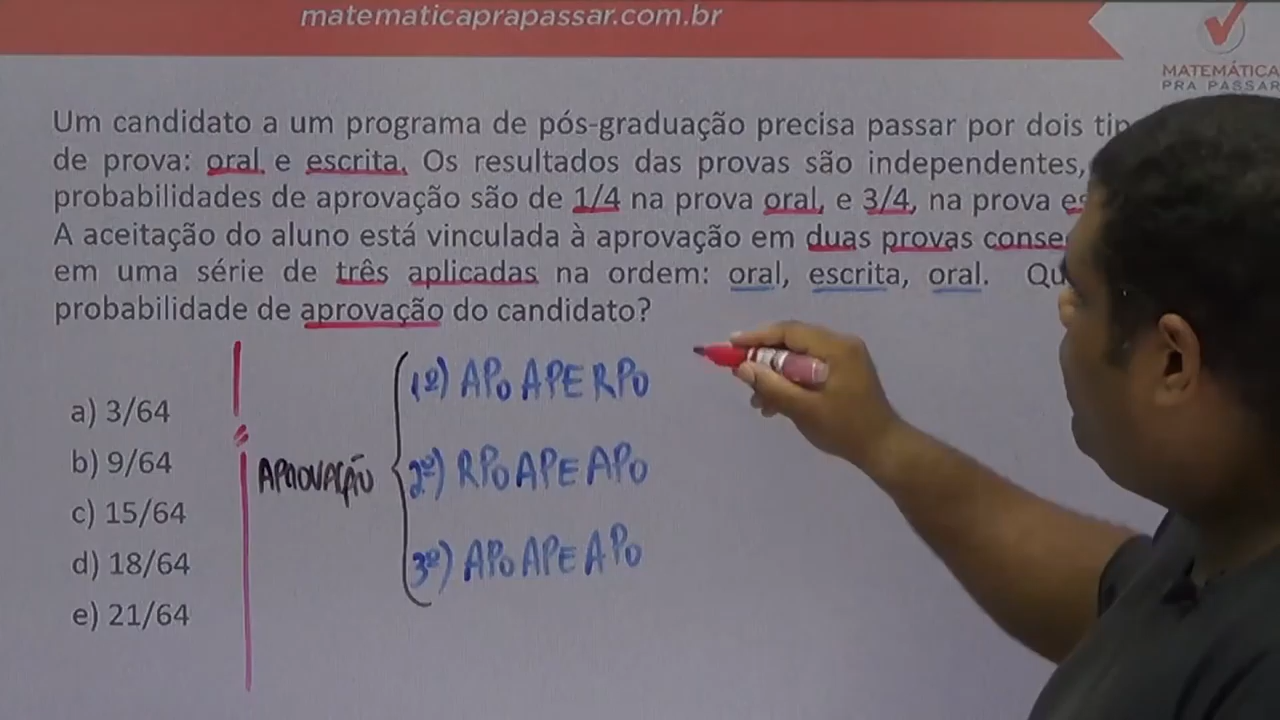 matematicaprapassar.com.br
MATEMÁTICA
PRA PASSAR
Um candidato a um programa de pós-graduação precisa passar por dois
de prova: oral e escrita. Os resultados das provas são independentes,
probabilidades de aprovação são de 1/4 na prova oral, e 3/4, na prova
A aceitação do aluno está vinculada à aprovação em duas provas
em uma série de três aplicadas na ordem: oral, escrita, oral.
probabilidade de aprovação do candidato?
a) 3/64
b) 9/64
c) 15/64
d) 18/64
e) 21/64
APROVAÇÃO
1º) APO APE RPO
2º) RPO APE APO
3º) APO APE APO